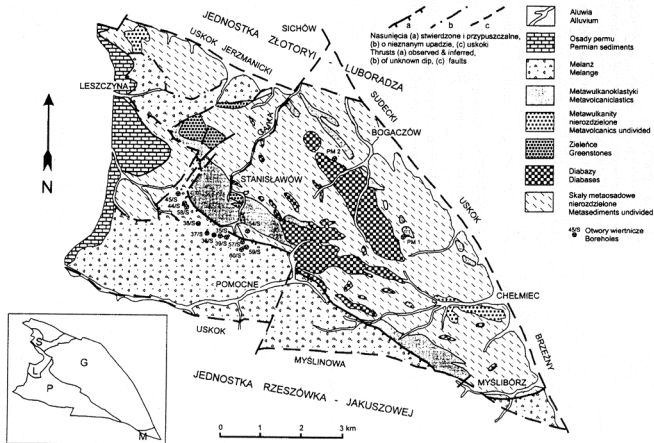 JEDNOSTKA ZŁOTORYI - LUBORADZA
USKOK JERZMANICKI
SICHÓW
LESZCZYNA
SUDECKI
BOGACZÓW
STANISŁAWÓW
PM 2
PM 1
45/S
44/S
58/S
38/S
37/S
36/S
39/S
57/S
60/S
59/S
54/S
POMOCNE
USKOK
USKOK
CHEŁMIEC
BRZEŻNY
MYŚLINOWA
MYŚLIBÓRZ
JEDNOSTKA RZESZÓWKA - JAKUSZOWEJ
N
0 1 2 3 km
S
G
L
P
M
a b c
Nasunięcia (a) stwierdzone i przypuszczalne,
(b) o nieznanym upadzie, (c) uskoki
Thrusts (a) observed & inferred,
(b) of unknown dip, (c) faults
Aluwia
Alluvium
Osady permu
Permian sediments
Melanż
Melange
Metawulkanoklastyki
Metavolcaniclastics
Metawulkanity
nierozdzielone
Metavolcanics undivided
Zieleńce
Greenstones
Diabazy
Diabases
Skały metaosadowe
nierozdzielone
Metasediments undivided
45/S
Otwory wiertnicze
Boreholes